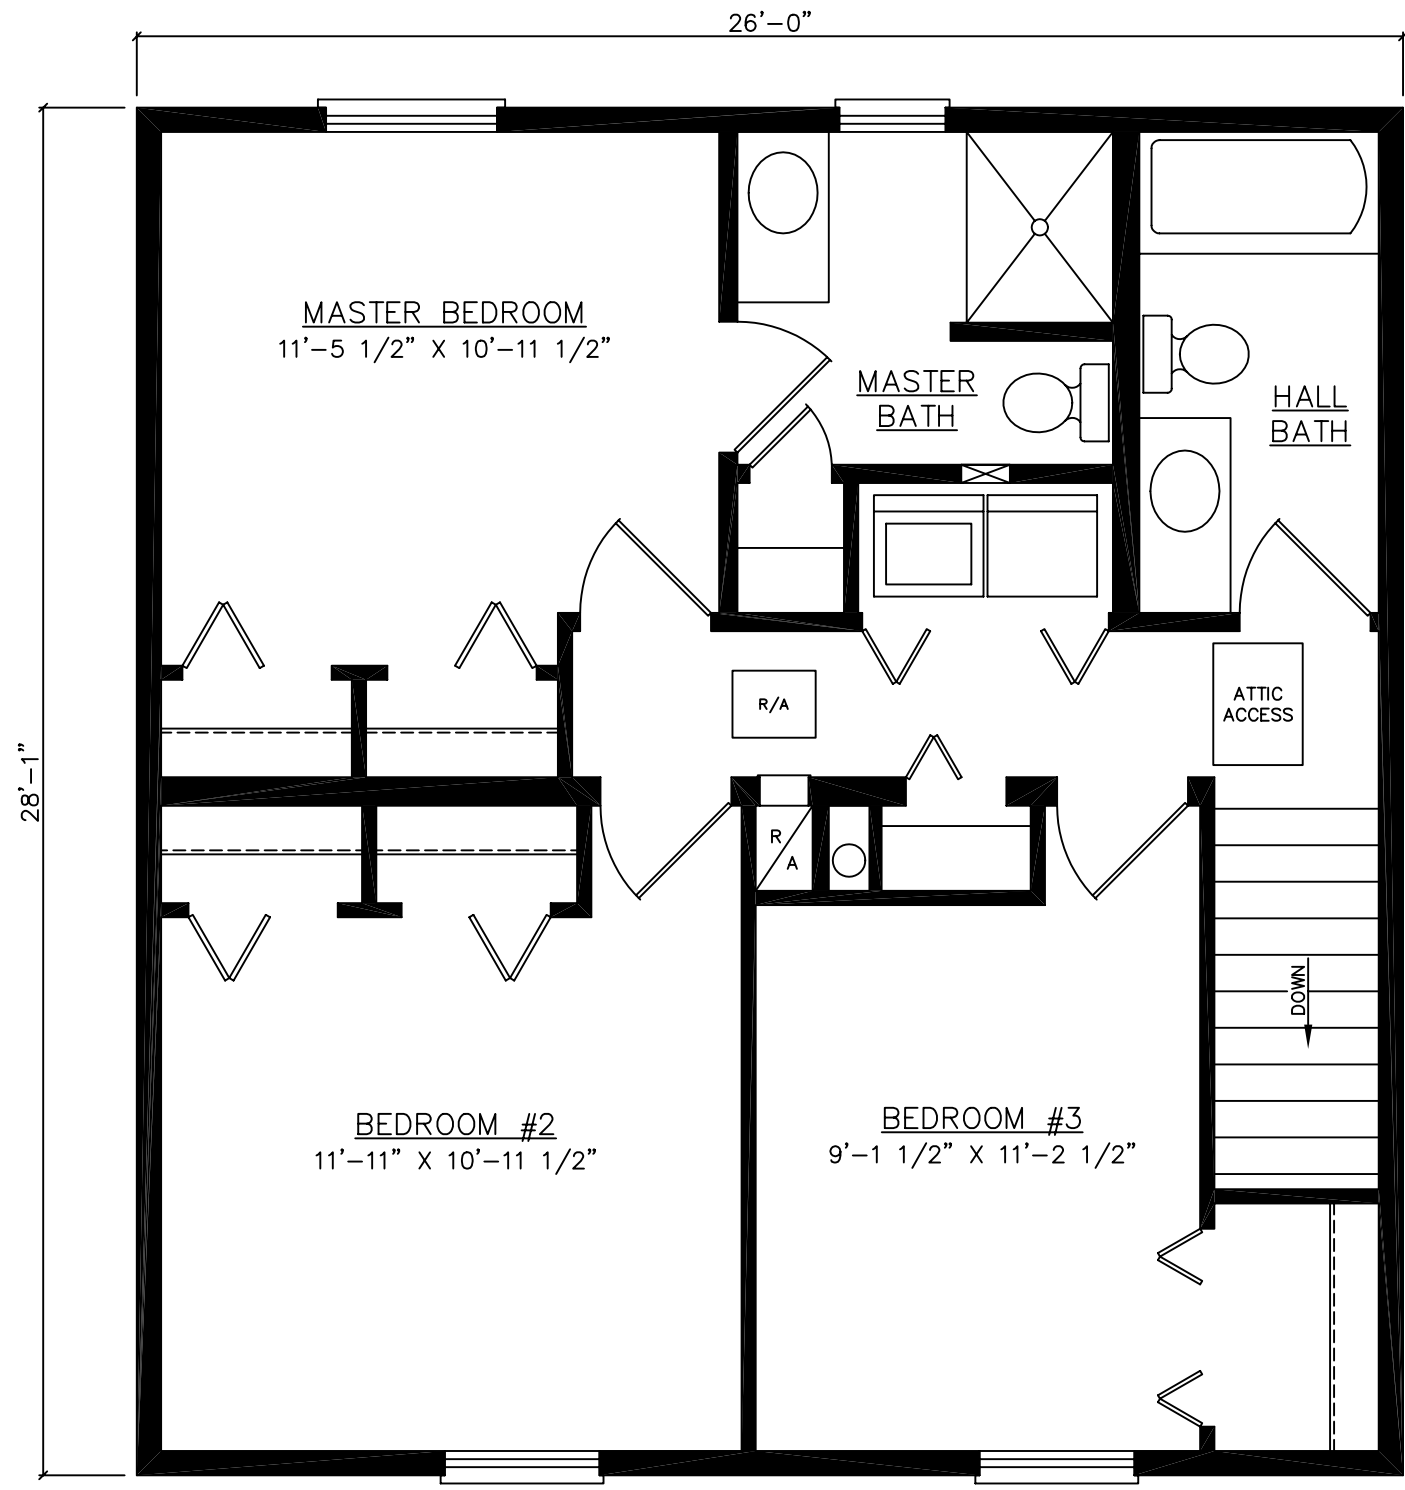 26’-0”
28’-1”
MASTER BEDROOM
11’-5 1/2” X 10’-11 1/2”
MASTER
BATH
HALL
BATH
R/A
ATTIC
ACCESS
R
A
DOWN
BEDROOM #2
11’-11” X 10’-11 1/2”
BEDROOM #3
9’-1 1/2” X 11’-2 1/2”